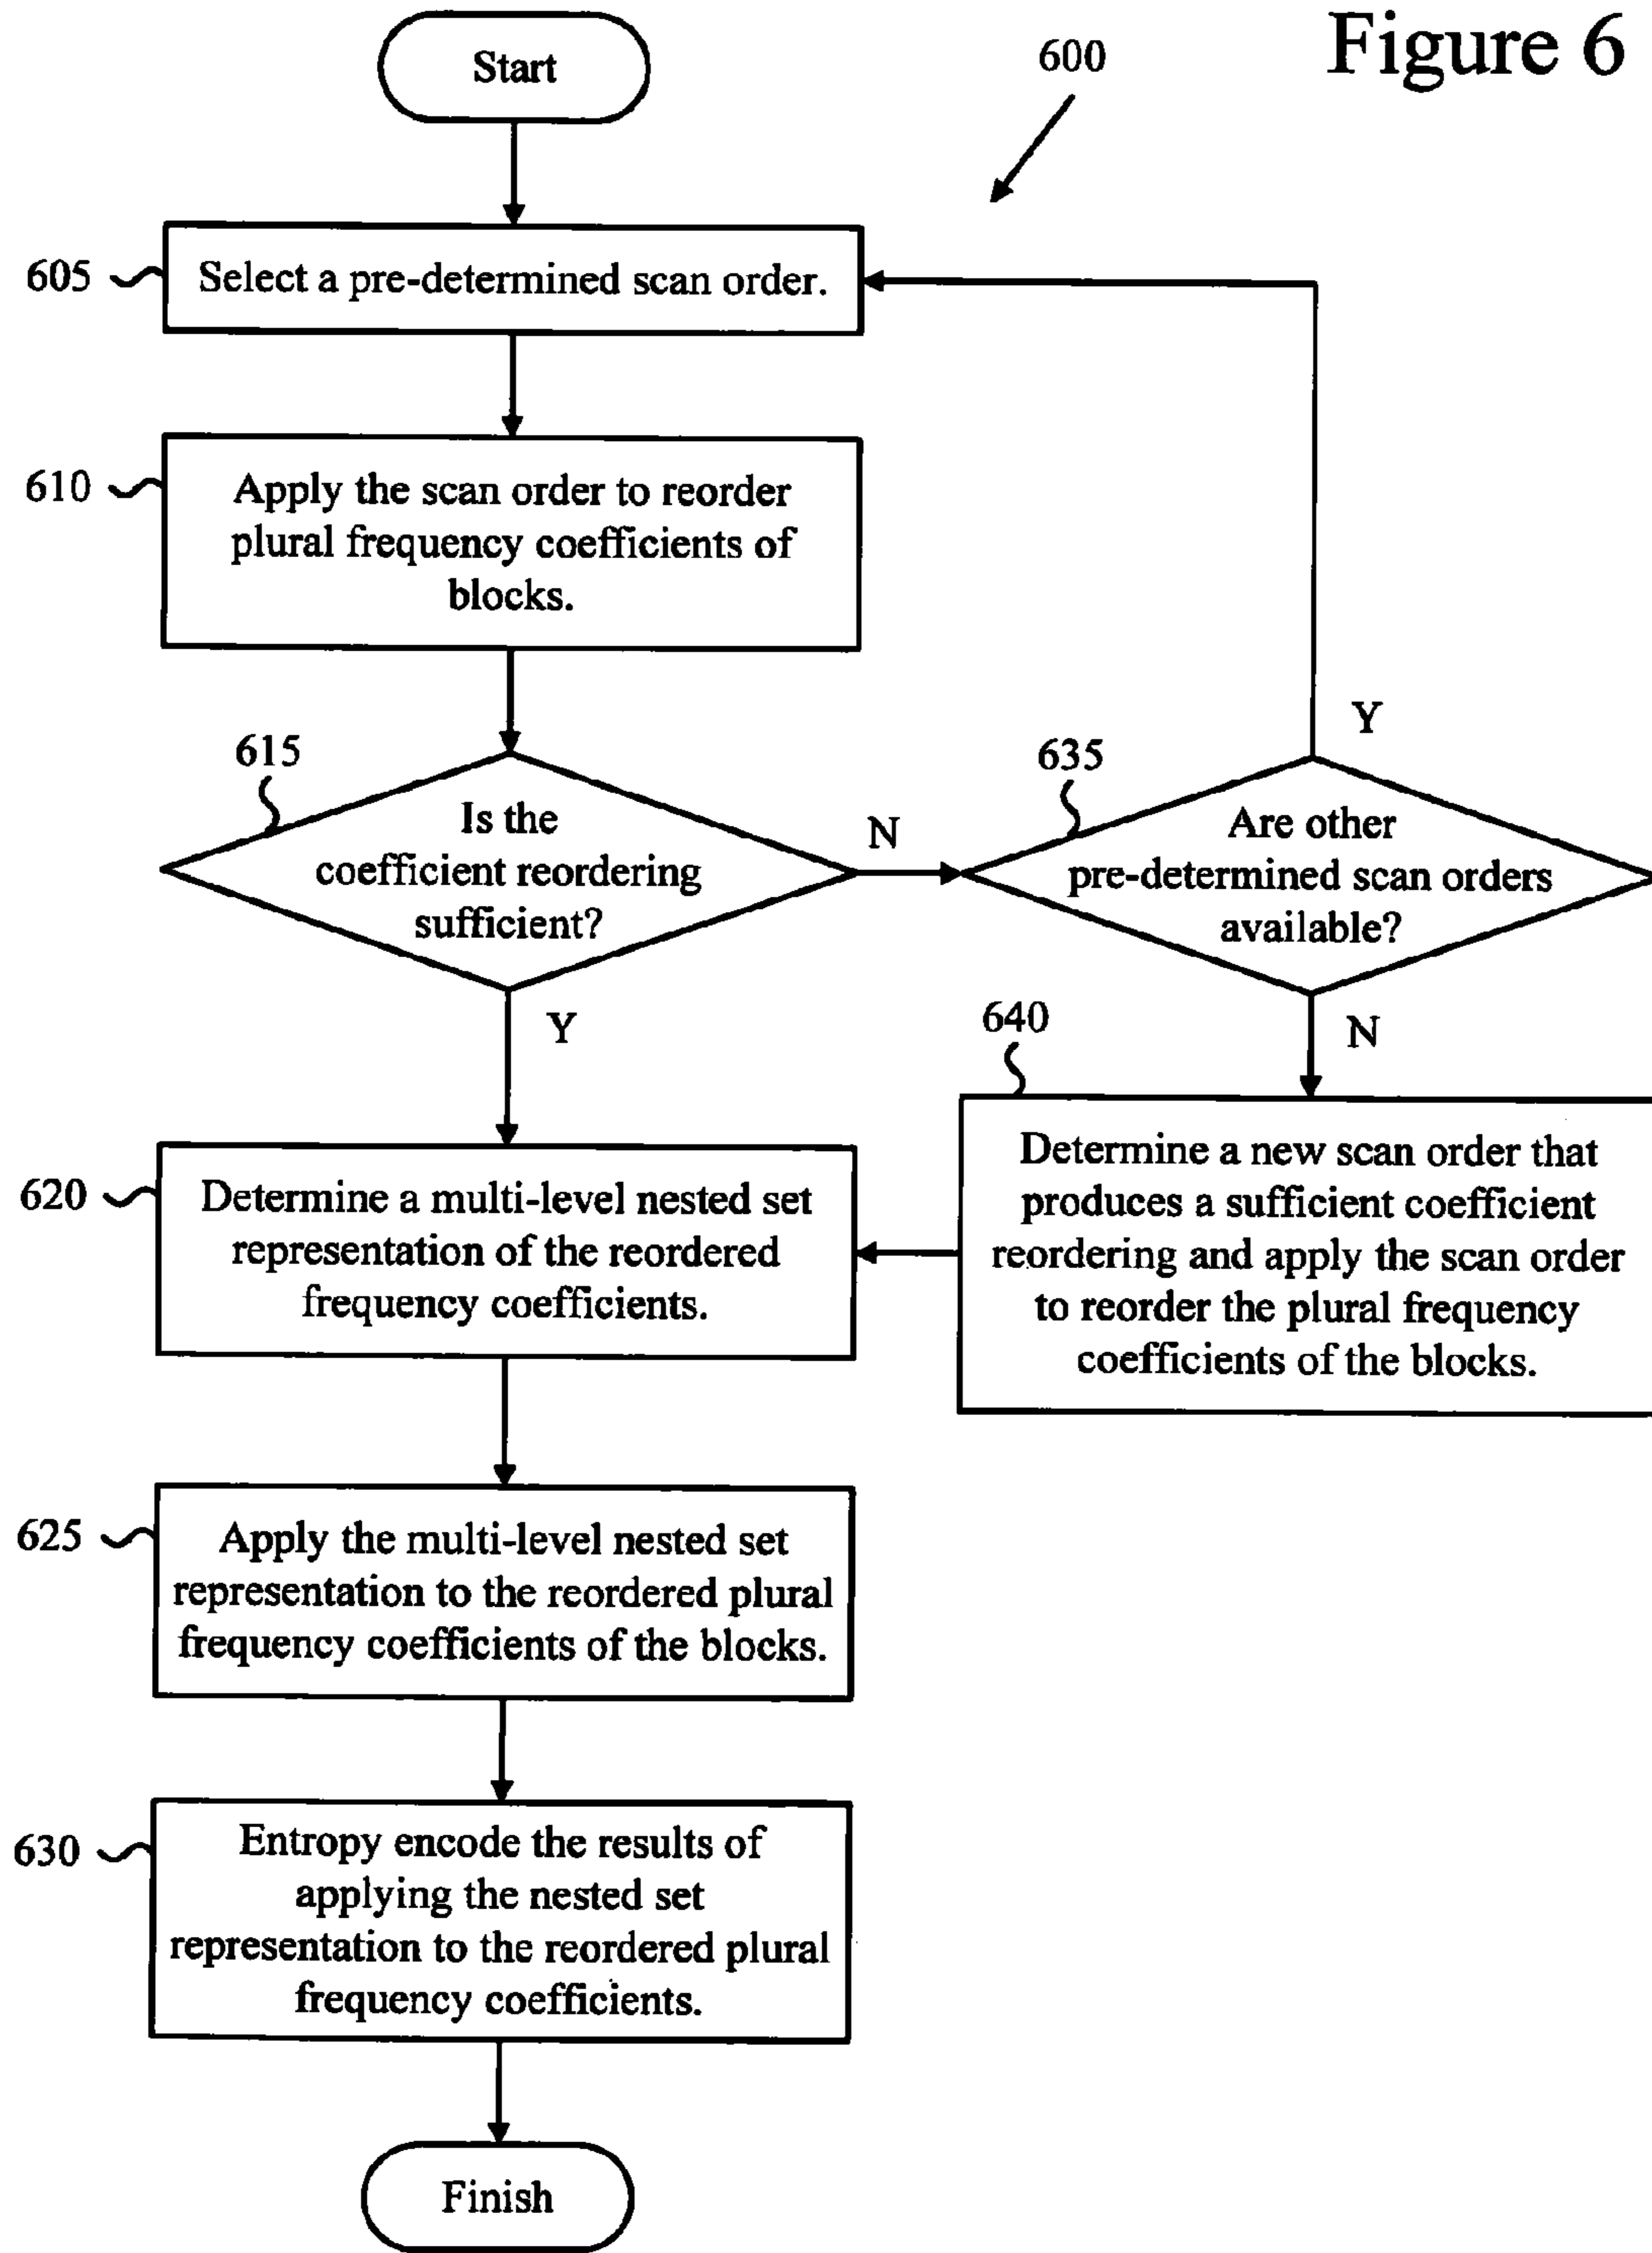 Figure 6
600
Start
605
Select a pre-determined scan order.
610
Apply the scan order to reorder
plural frequency coefficients of
blocks.
615
Is the
coefficient reordering
sufficient?
N
Y
635
Are other
pre-determined scan orders
available?
Y
N
640
Determine a new scan order that
produces a sufficient coefficient
reordering and apply the scan order
to reorder the plural frequency
coefficients of the blocks.
620
Determine a multi-level nested set
representation of the reordered
frequency coefficients.
625
Apply the multi-level nested set
representation to the reordered plural
frequency coefficients of the blocks.
630
Entropy encode the results of
applying the nested set
representation to the reordered plural
frequency coefficients.
Finish